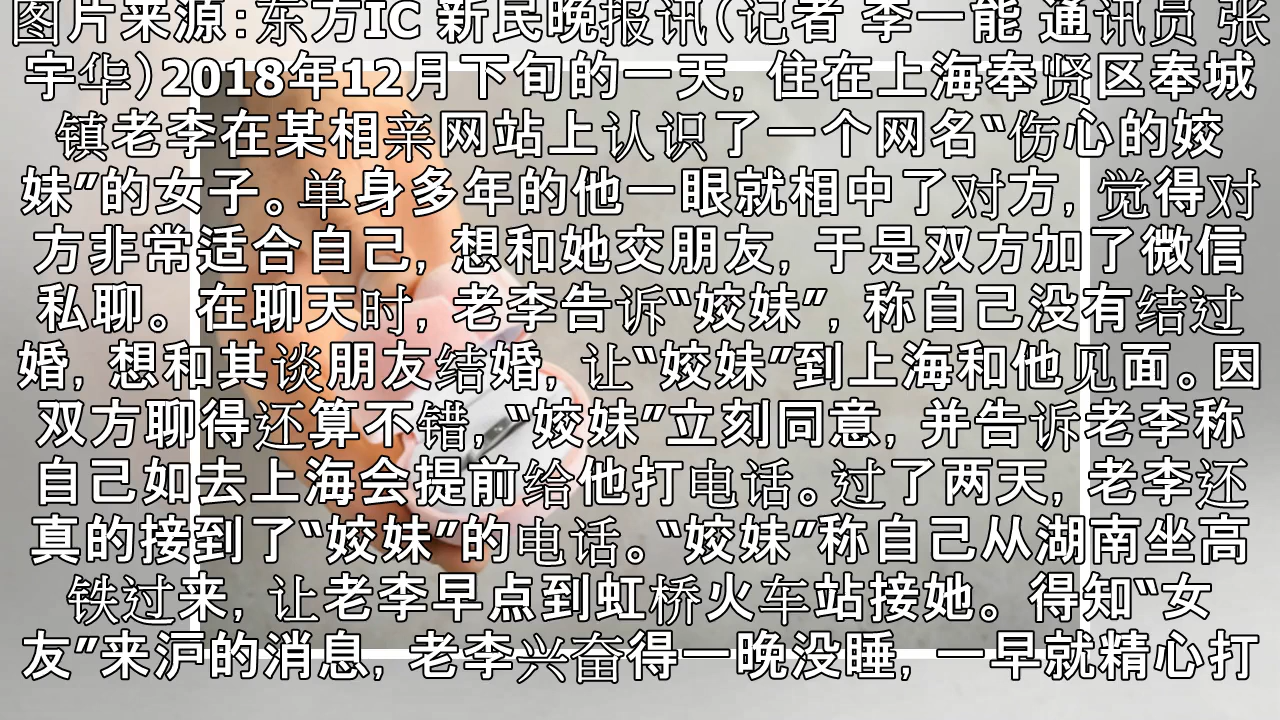 图片来源:东方IC 新民晚报讯(记者 李一能 通讯员 张
宇华)2018年12月下旬的一天, 住在上海奉贤区奉城
镇老李在某相亲网站上认识了一个网名“伤心的姣
妹”的女子。单身多年的他一眼就相中了对方, 觉得对
方非常适合自己, 想和她交朋友, 于是双方加了微信
私聊。在聊天时, 老李告诉“姣妹”, 称自己没有结过
婚, 想和其谈朋友结婚, 让“姣妹”到上海和他见面。因
双方聊得还算不错, “姣妹”立刻同意, 并告诉老李称
自己如去上海会提前给他打电话。过了两天, 老李还
真的接到了“姣妹”的电话。“姣妹”称自己从湖南坐高
铁过来, 让老李早点到虹桥火车站接她。得知“女
友”来沪的消息, 老李兴奋得一晚没睡, 一早就精心打